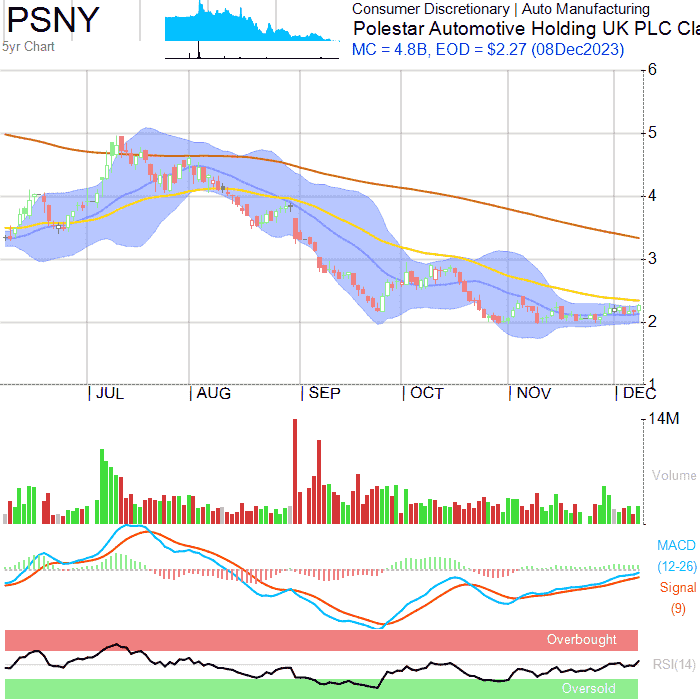 PSNY
5yr Chart
Consumer Discretionary | Auto Manufacturing
Polestar Automotive Holding UK PLC Cla
MC = 4.8B, EOD = $2.27 (08Dec2023)
6
5
4
3
2
1
JUL AUG SEP OCT NOV DEC
14M
Volume
MACD
(12-26)
Signal
(9)
Overbought
RSI(14)
Oversold